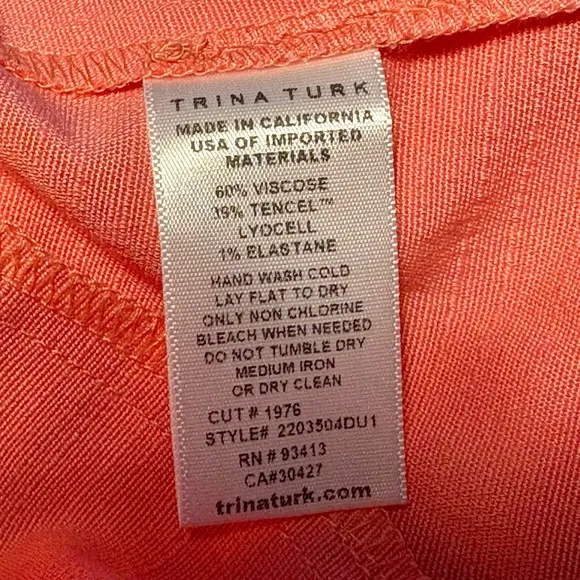 TRINA TURK
MADE IN CALIFORNIA
USA OF IMPORTED
MATERIALS
60% VISCOSE
19% TENCEL™
LYOCELL
1% ELASTANE
HAND WASH COLD
LAY FLAT TO DRY
ONLY NON CHLORINE
BLEACH WHEN NEEDED
DO NOT TUMBLE DRY
MEDIUM IRON
OR DRY CLEAN
CUT # 1976
STYLE# 2203504DU1
RN # 93413
CA#30427
trinaturk.com